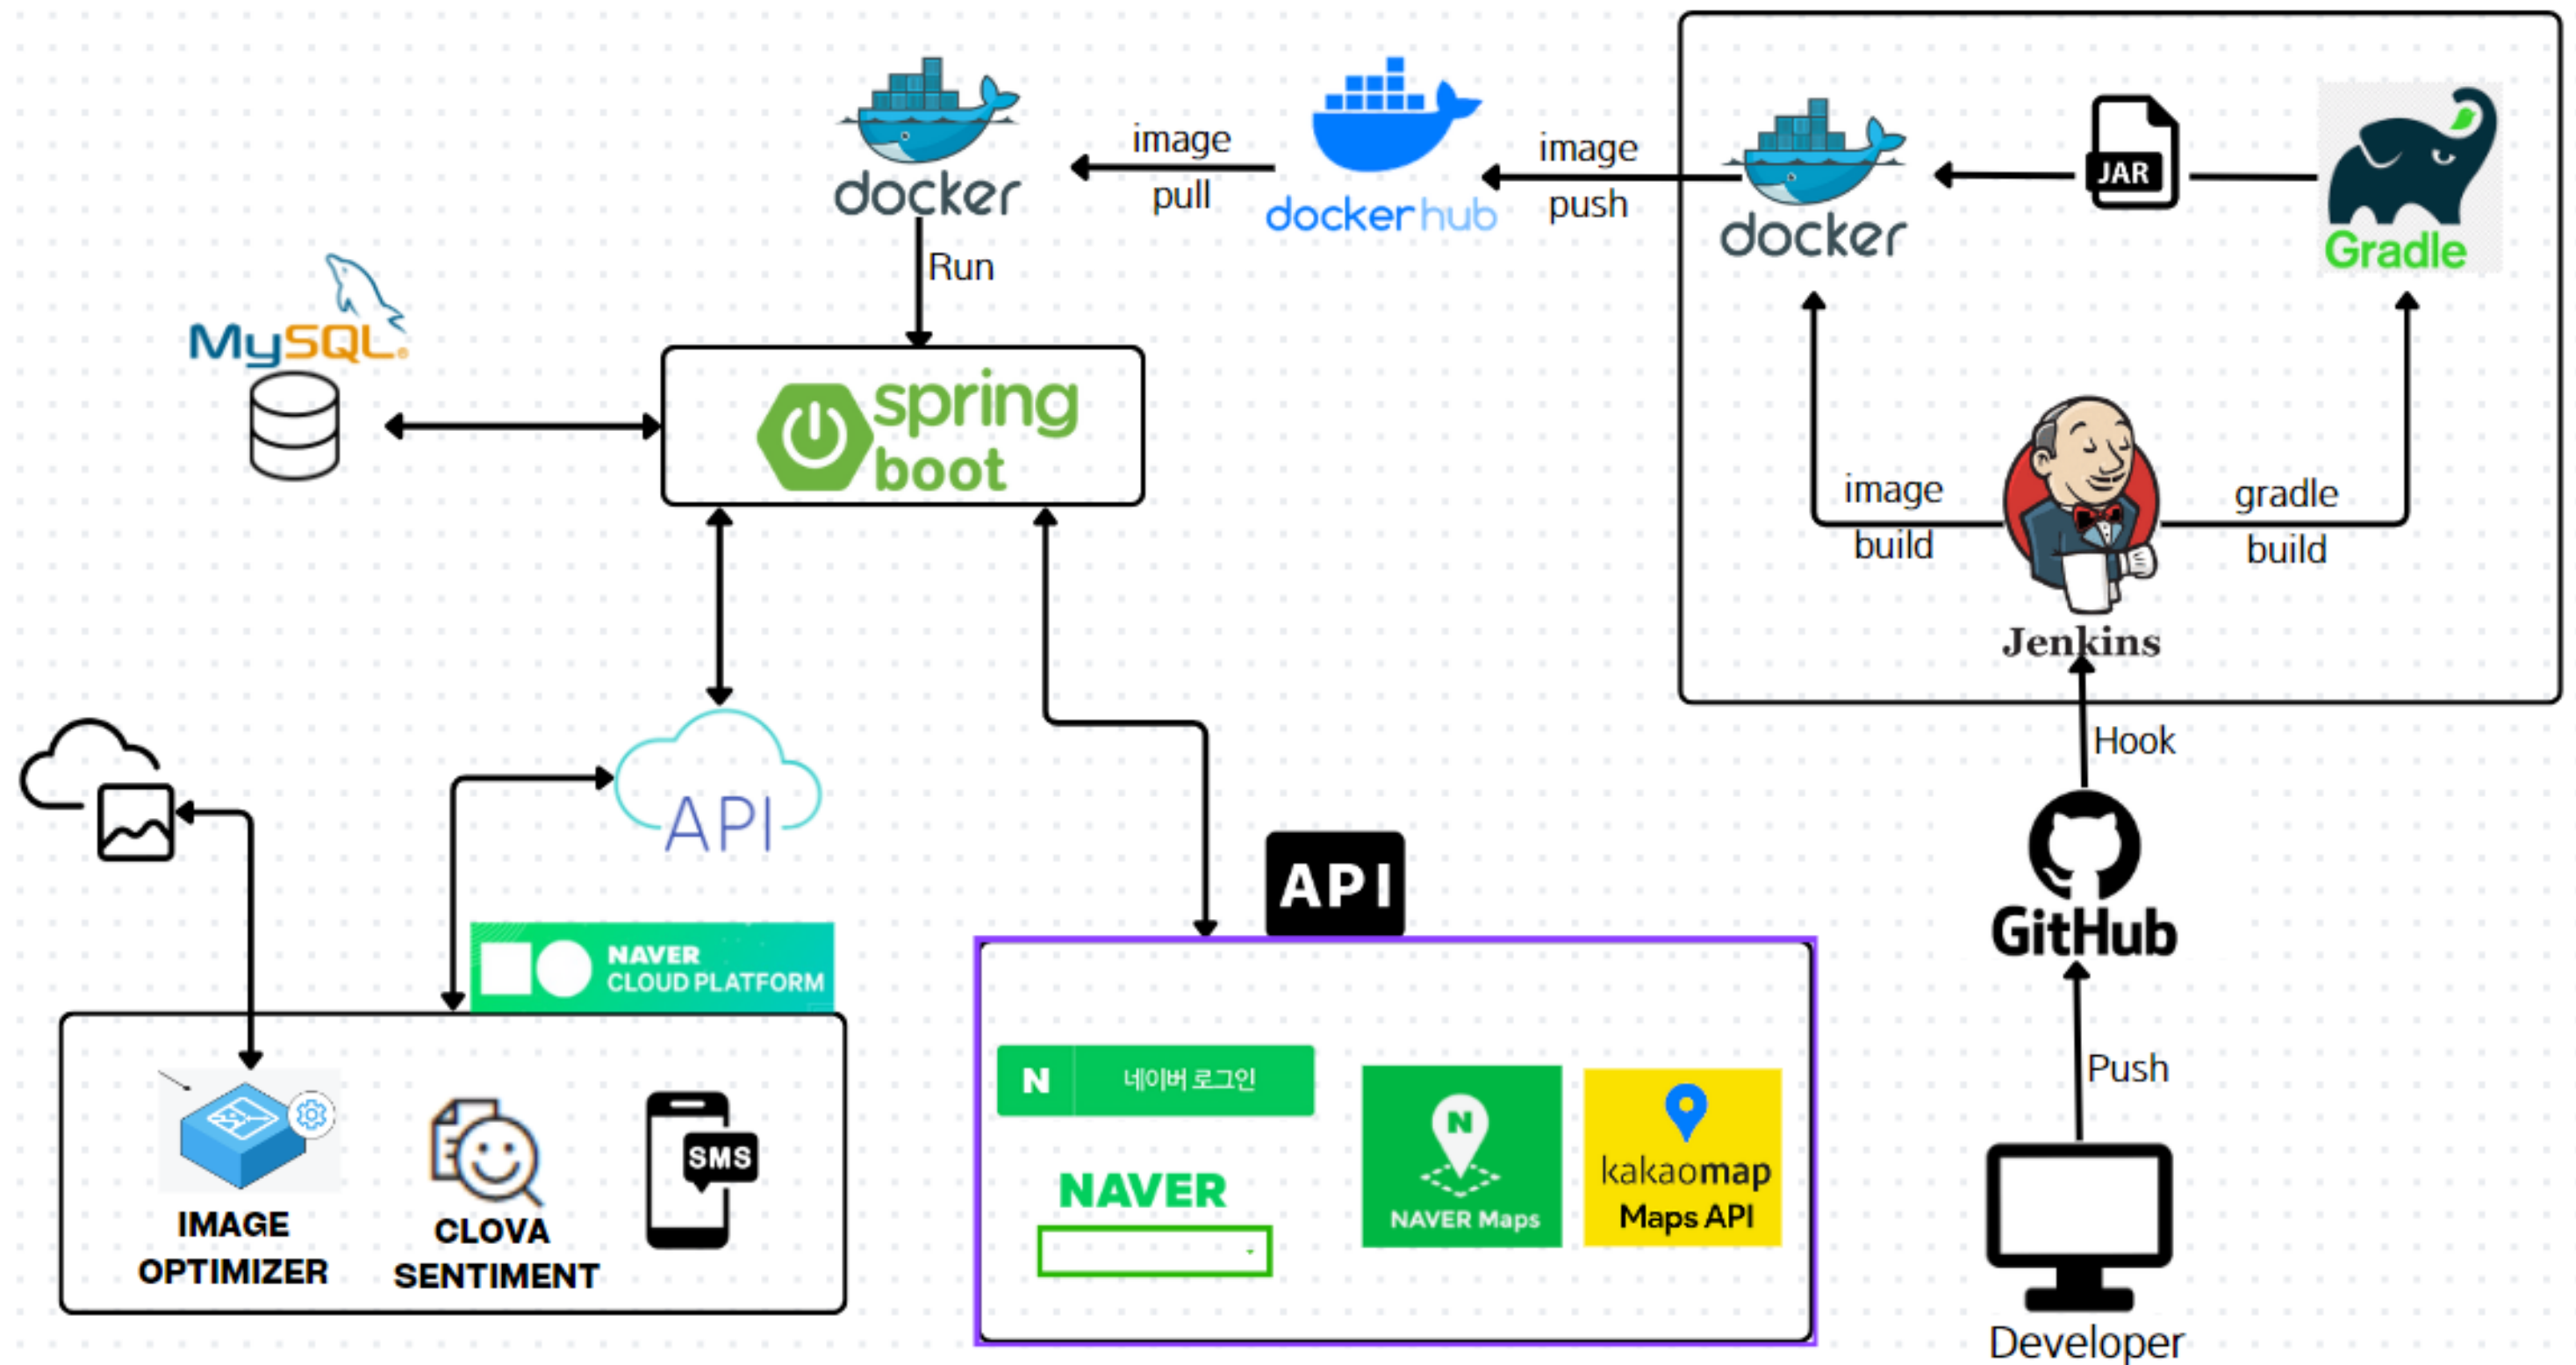 docker
image
pull
dockerhub
image
push
docker
JAR
Gradle
Run
MySQL®
spring
boot
image
build
gradle
build
Jenkins
Hook
API
API
GitHub
NAVER
CLOUD PLATFORM
N
네이버 로그인
N
NAVER Maps
kakaomap
Maps API
NAVER
Push
SMS
IMAGE
OPTIMIZER
CLOVA
SENTIMENT
Developer